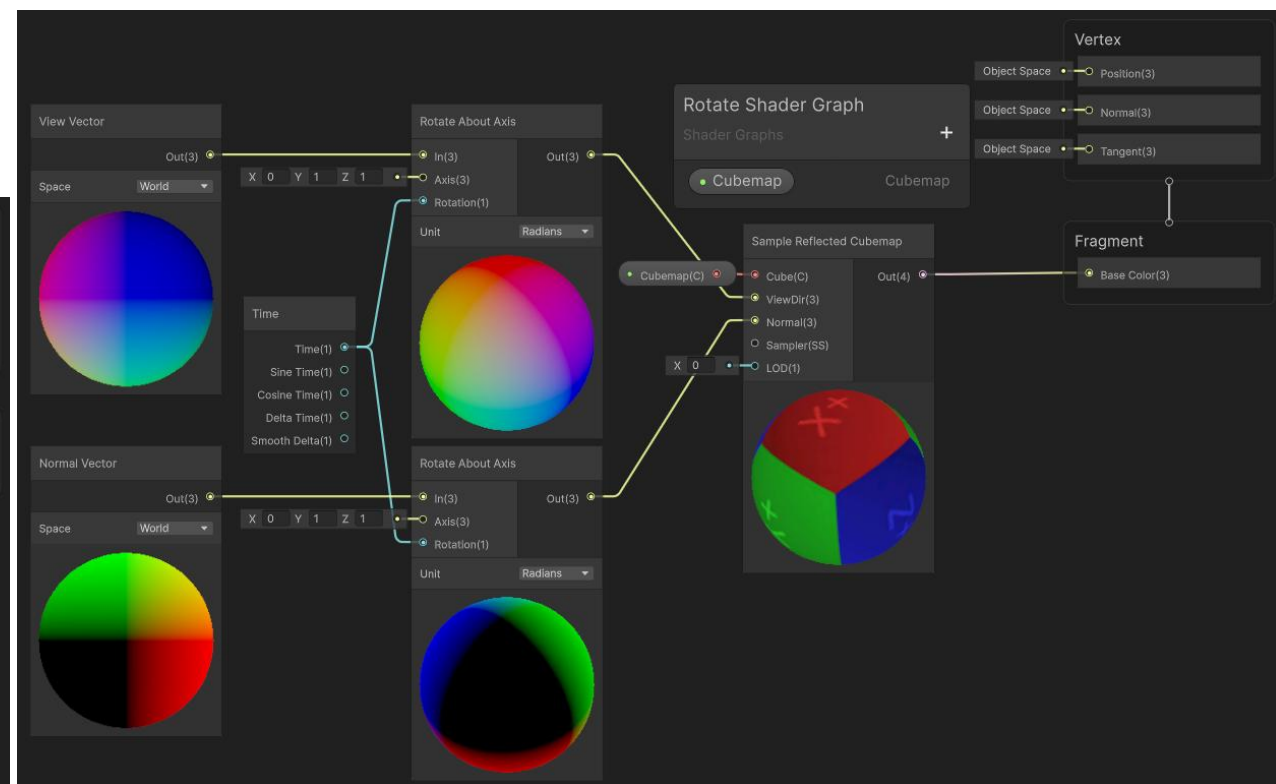 View Vector
Out(3)
Space World
Normal Vector
Out(3)
Space World
X 0 Y 1 Z 1
Time
Time(1)
Sine Time(1)
Cosine Time(1)
Delta Time(1)
Smooth Delta(1)
X 0 Y 1 Z 1
Rotate About Axis
In(3) Out(3)
Axis(3)
Rotation(1)
Unit Radians
Rotate About Axis
In(3) Out(3)
Axis(3)
Rotation(1)
Unit Radians
Rotate Shader Graph
Shader Graphs +
Cubemap Cubemap
Cubemap(C)
X 0
Sample Reflected Cubemap
Cube(C) Out(4)
ViewDir(3)
Normal(3)
Sampler(SS)
LOD(1)
X x
Vertex
Object Space Position(3)
Object Space Normal(3)
Object Space Tangent(3)
Fragment
Base Color(3)